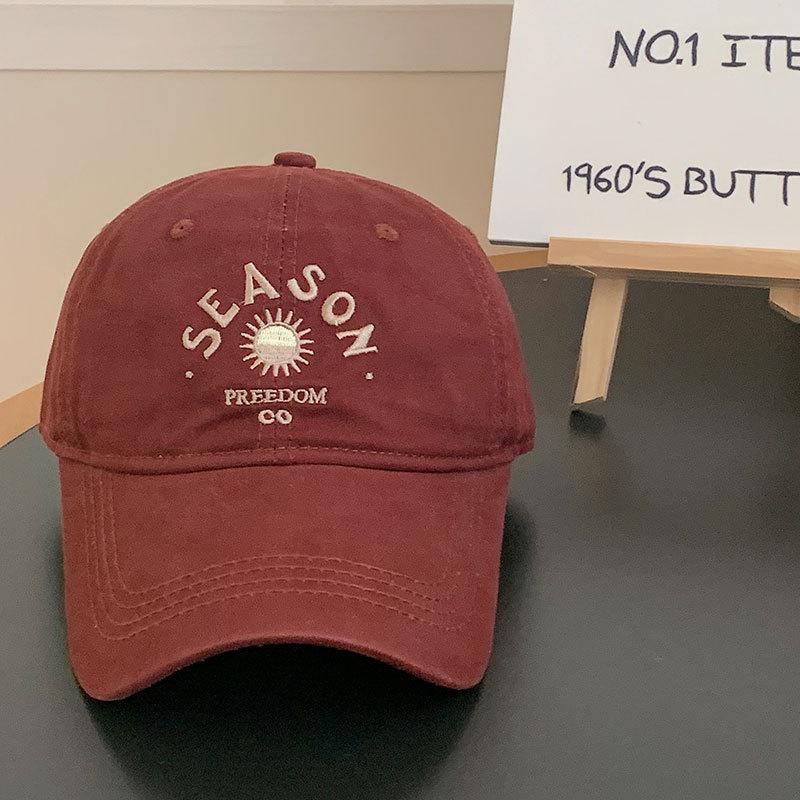 SEASON
PREEDOM
CO
NO.1 ITE
1960'S BUTT